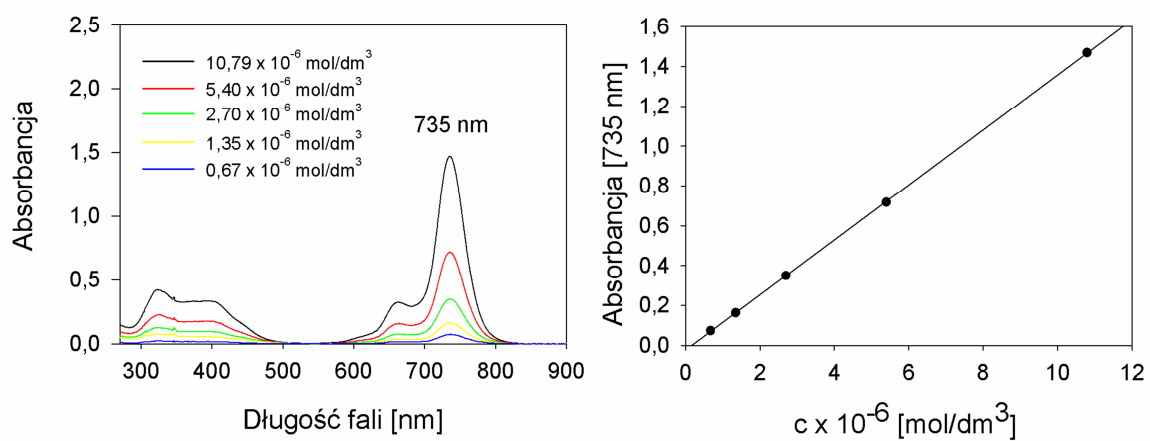 2,5
2,0
1,5
1,0
0,5
0,0
Absorbancja
10,79 x 10⁻⁶ mol/dm³
5,40 x 10⁻⁶ mol/dm³
2,70 x 10⁻⁶ mol/dm³
1,35 x 10⁻⁶ mol/dm³
0,67 x 10⁻⁶ mol/dm³
735 nm
300 400 500 600 700 800 900
Długość fali [nm]
1,6
1,4
1,2
1,0
0,8
0,6
0,4
0,2
0,0
Absorbancja [735 nm]
0 2 4 6 8 10 12
c x 10⁻⁶ [mol/dm³]